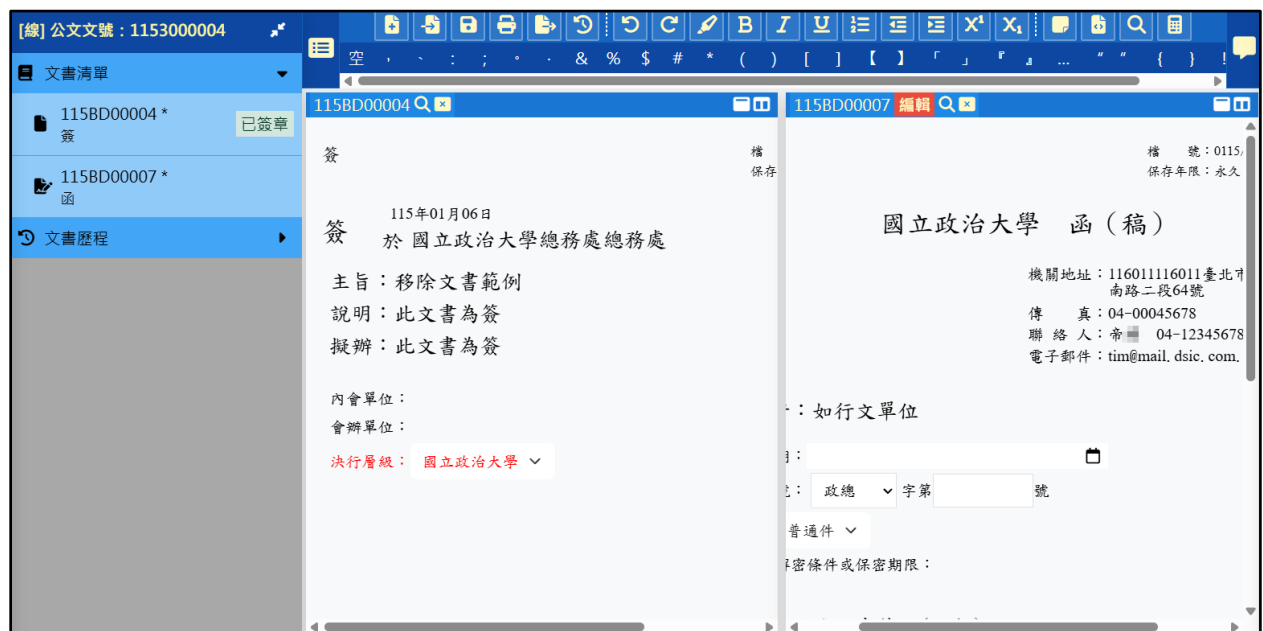 [線] 公文文號：1153000004
文書清單
115BD00004 *
簽
已簽章
115BD00007 *
函
文書歷程
B I U X¹ X₁
空 , 、 : ; 。 · & % $ # * ( ) [ ] 【 】 「 」 『 』 … " " { } !
115BD00004
簽
檔
保存
115年01月06日
簽 於 國立政治大學總務處總務處
主旨：移除文書範例
說明：此文書為簽
擬辦：此文書為簽
內會單位：
會辦單位：
決行層級： 國立政治大學
115BD00007 編輯
檔 號：0115/
保存年限：永久
國立政治大學 函（稿）
機關地址：116011116011臺北市
南路二段64號
傳 真：04-00045678
聯 絡 人：帝 04-12345678
電子郵件：tim@mail.dsic.com.
：如行文單位
：
： 政總 字第 號
普通件
密條件或保密期限：